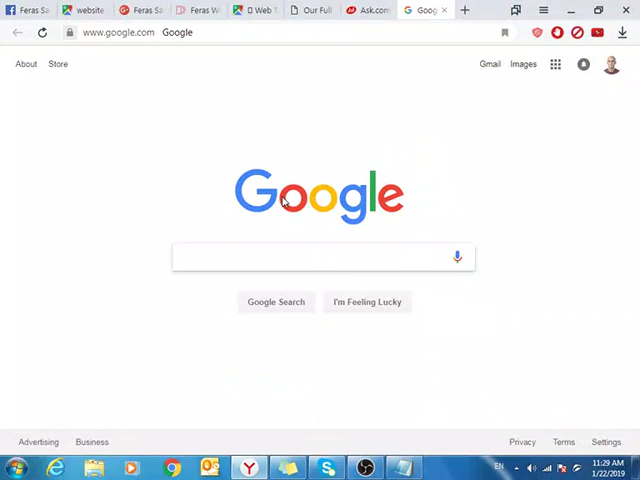 Feras Sa
website
Feras Sa
Feras W
Web T
Our Full
Ask.com
Goog
www.google.com Google
About Store
Gmail Images
Google
Google Search
I'm Feeling Lucky
Advertising Business
Privacy Terms Settings
EN
11:29 AM
1/22/2019